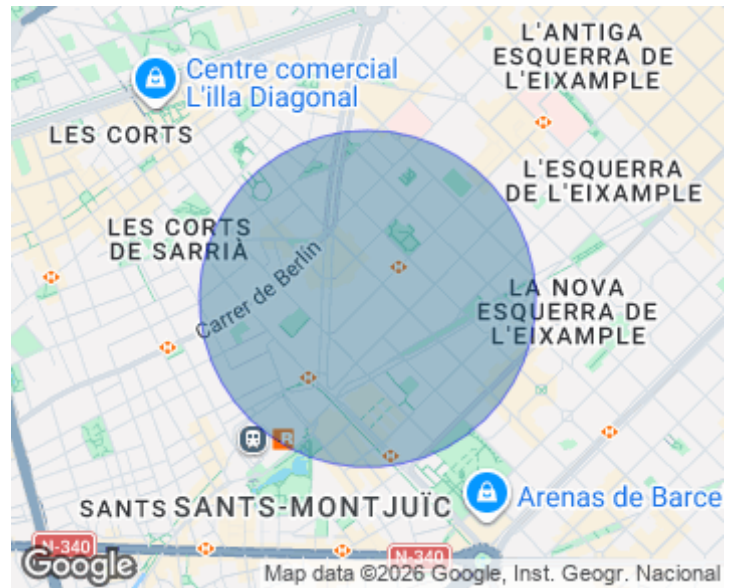 L'ANTIGA
ESQUERRA DE
L'EIXAMPLE
Centre comercial
L'illa Diagonal
LES CORTS
L'ESQUERRA
DE L'EIXAMPLE
LES CORTS
DE SARRIÀ
Carrer de Berlín
LA NOVA
ESQUERRA DE
L'EIXAMPLE
SANTS
SANTS-MONTJUÏC
Arenas de Barce
N-340
N-340
Google
Map data ©2026 Google, Inst. Geogr. Nacional